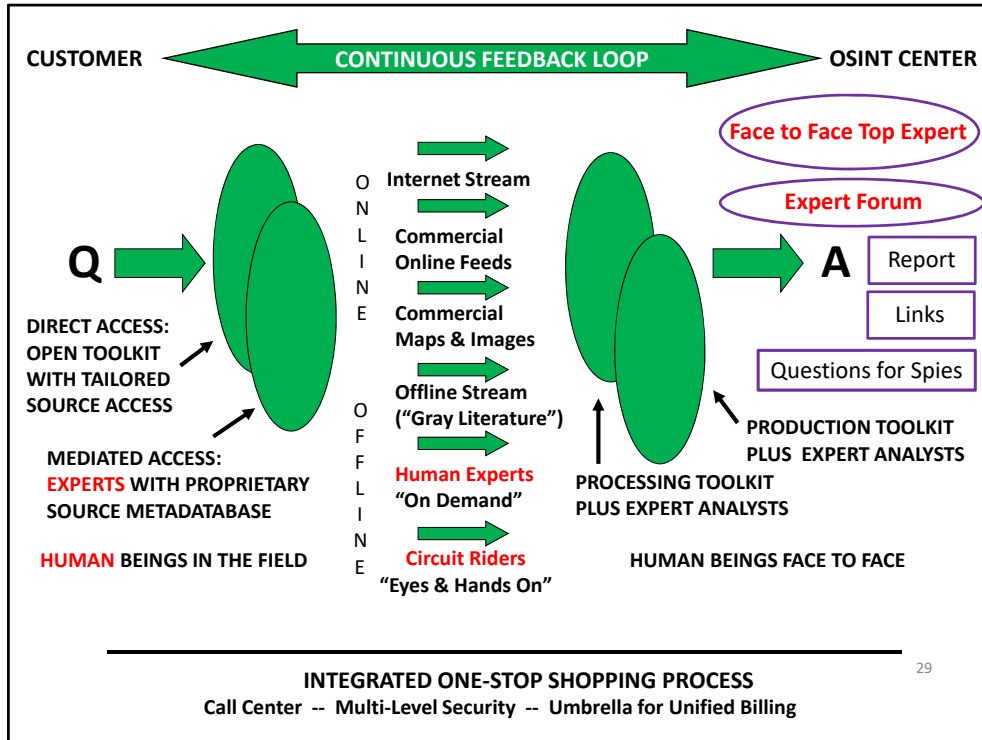 CUSTOMER
CONTINUOUS FEEDBACK LOOP
OSINT CENTER
Face to Face Top Expert
Expert Forum
Q
ONLINE
Internet Stream
Commercial
Online Feeds
Commercial
Maps & Images
OFFLINE
Offline Stream
(“Gray Literature”)
Human Experts
“On Demand”
Circuit Riders
“Eyes & Hands On”
A
Report
Links
Questions for Spies
DIRECT ACCESS:
OPEN TOOLKIT
WITH TAILORED
SOURCE ACCESS
MEDIATED ACCESS:
EXPERTS WITH PROPRIETARY
SOURCE METADATABASE
HUMAN BEINGS IN THE FIELD
PROCESSING TOOLKIT
PLUS EXPERT ANALYSTS
PRODUCTION TOOLKIT
PLUS EXPERT ANALYSTS
HUMAN BEINGS FACE TO FACE
29
INTEGRATED ONE-STOP SHOPPING PROCESS
Call Center -- Multi-Level Security -- Umbrella for Unified Billing